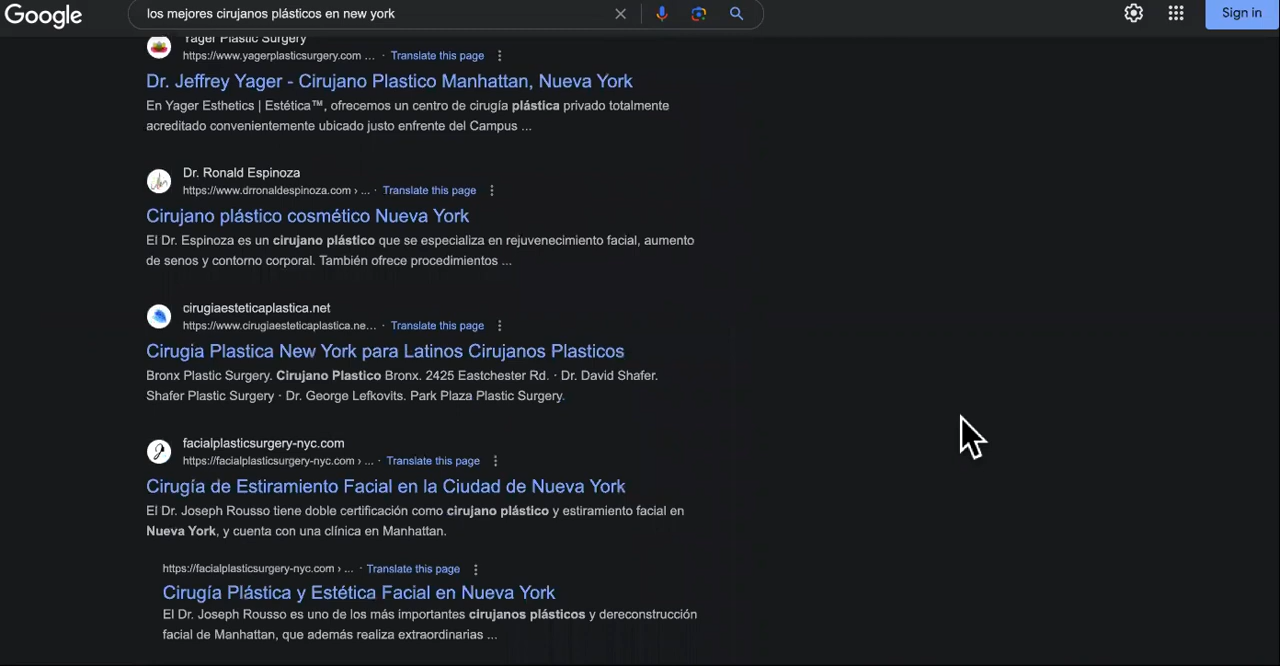 Google
los mejores cirujanos plásticos en new york
Sign in
Yager Plastic Surgery
https://www.yagerplasticsurgery.com ... · Translate this page
Dr. Jeffrey Yager - Cirujano Plastico Manhattan, Nueva York
En Yager Esthetics | Estética™, ofrecemos un centro de cirugía plástica privado totalmente
acreditado convenientemente ubicado justo enfrente del Campus ...
Dr. Ronald Espinoza
https://www.drronaldespinoza.com › ... · Translate this page
Cirujano plástico cosmético Nueva York
El Dr. Espinoza es un cirujano plástico que se especializa en rejuvenecimiento facial, aumento
de senos y contorno corporal. También ofrece procedimientos ...
cirugiaesteticaplastica.net
https://www.cirugiaesteticaplastica.ne... · Translate this page
Cirugia Plastica New York para Latinos Cirujanos Plasticos
Bronx Plastic Surgery. Cirujano Plastico Bronx. 2425 Eastchester Rd. · Dr. David Shafer.
Shafer Plastic Surgery · Dr. George Lefkovits. Park Plaza Plastic Surgery.
facialplasticsurgery-nyc.com
https://facialplasticsurgery-nyc.com › ... · Translate this page
Cirugía de Estiramiento Facial en la Ciudad de Nueva York
El Dr. Joseph Rousso tiene doble certificación como cirujano plástico y estiramiento facial en
Nueva York, y cuenta con una clínica en Manhattan.
https://facialplasticsurgery-nyc.com › ... · Translate this page
Cirugía Plástica y Estética Facial en Nueva York
El Dr. Joseph Rousso es uno de los más importantes cirujanos plásticos y dereconstrucción
facial de Manhattan, que además realiza extraordinarias ...